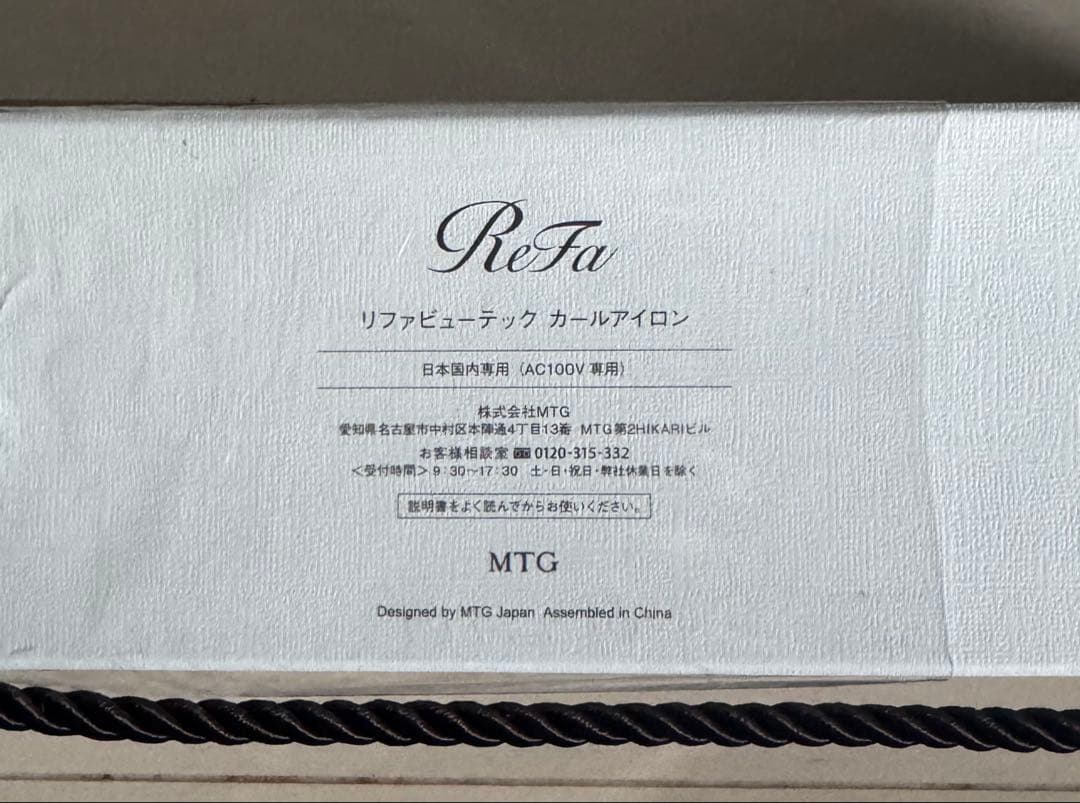 ReFa
リファビューテック カールアイロン
日本国内専用（AC100V 専用）
株式会社MTG
愛知県名古屋市中村区本陣通4丁目13番 MTG第2HIKARIビル
お客様相談室 0120-315-332
＜受付時間＞9：30〜17：30 土・日・祝日・弊社休業日を除く
説明書をよく読んでからお使いください。
MTG
Designed by MTG Japan Assembled in China